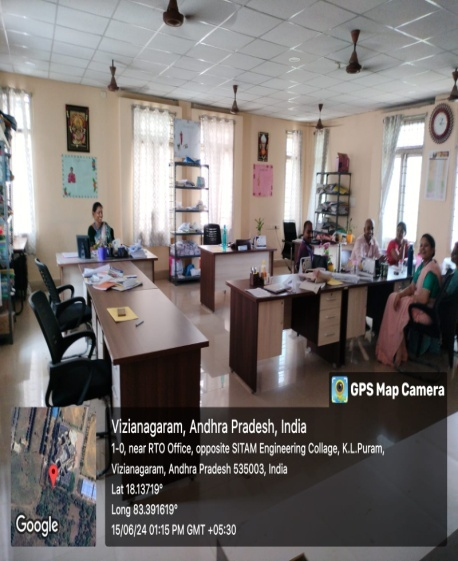 GPS Map Camera
Vizianagaram, Andhra Pradesh, India
1-0, near RTO Office, opposite SITAM Engineering Collage, K.L.Puram,
Vizianagaram, Andhra Pradesh 535003, India
Lat 18.13719°
Long 83.391619°
15/06/24 01:15 PM GMT +05:30
Google